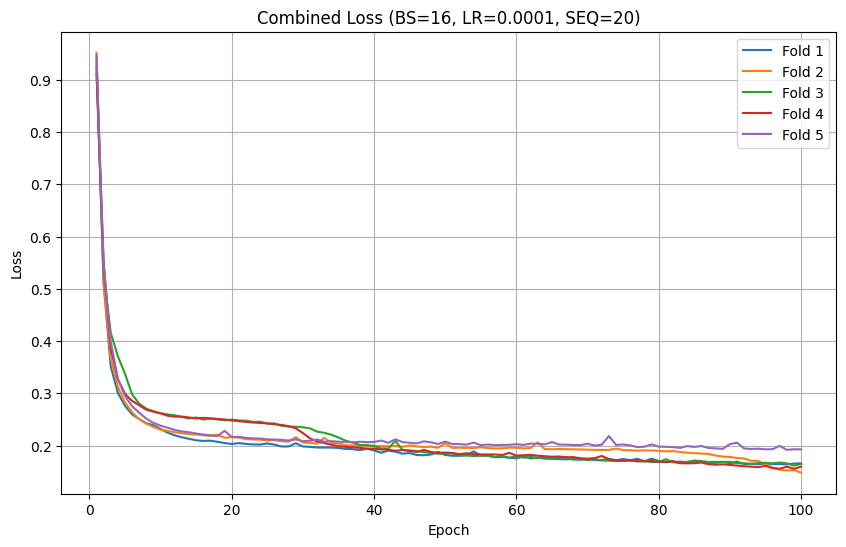 Combined Loss (BS=16, LR=0.0001, SEQ=20)
Fold 1
Fold 2
Fold 3
Fold 4
Fold 5
Loss
0.9
0.8
0.7
0.6
0.5
0.4
0.3
0.2
0
20
40
60
80
100
Epoch